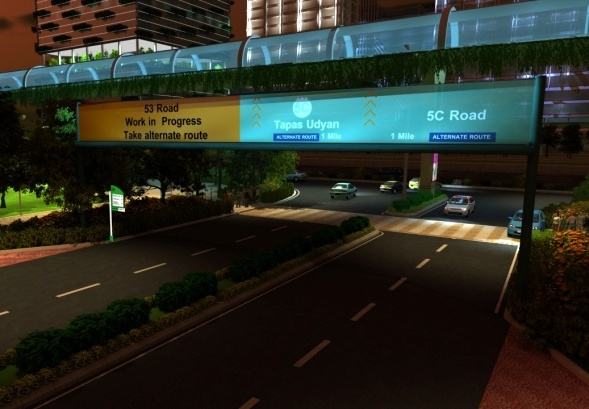 53 Road
Work in Progress
Take alternate route
Tapas Udyan
ALTERNATE ROUTE 1 Mile
5C Road
1 Mile ALTERNATE ROUTE